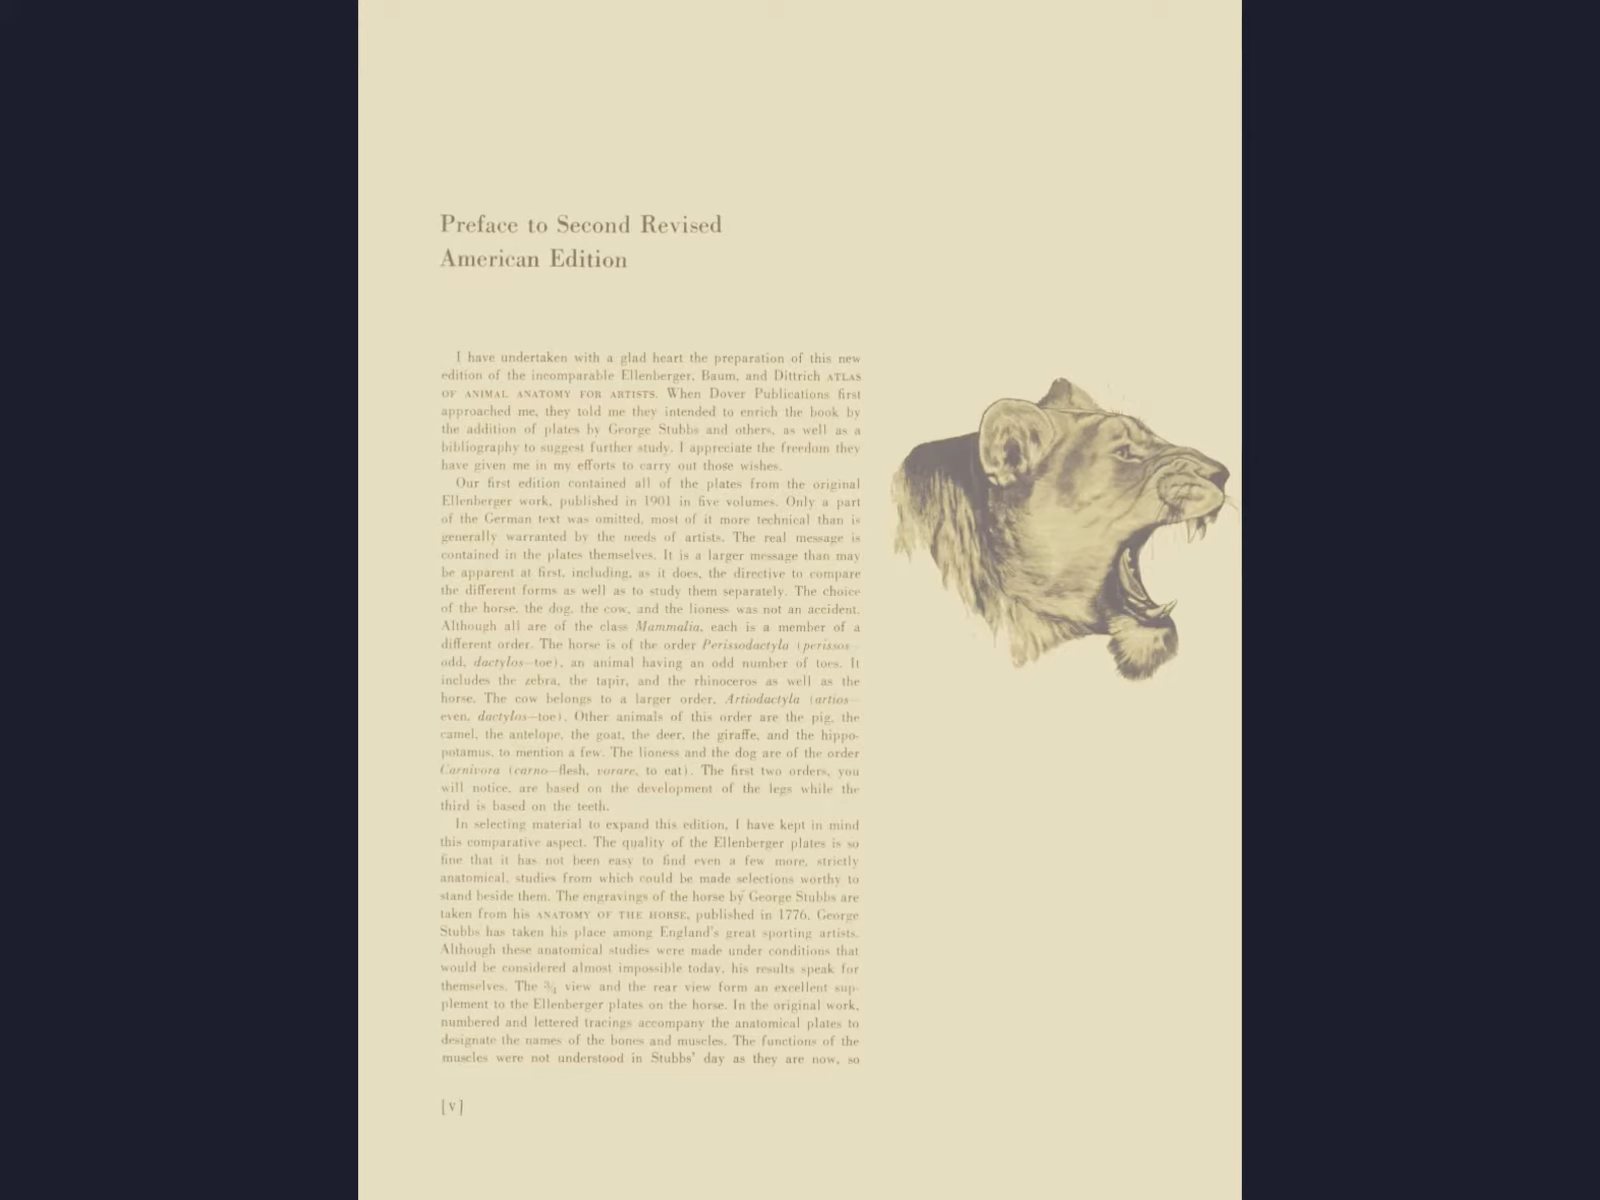 Preface to Second Revised
American Edition
I have undertaken with a glad heart the preparation of this new
edition of the incomparable Ellenberger, Baum, and Dittrich ATLAS
OF ANIMAL ANATOMY FOR ARTISTS. When Dover Publications first
approached me, they told me they intended to enrich the book by
the addition of plates by George Stubbs and others, as well as a
bibliography to suggest further study. I appreciate the freedom they
have given me in my efforts to carry out those wishes.
Our first edition contained all of the plates from the original
Ellenberger work, published in 1901 in five volumes. Only a part
of the German text was omitted, most of it more technical than is
generally warranted by the needs of artists. The real message is
contained in the plates themselves. It is a larger message than may
be apparent at first, including, as it does, the directive to compare
the different forms as well as to study them separately. The choice
of the horse, the dog, the cow, and the lioness was not an accident.
Although all are of the class Mammalia, each is a member of a
different order. The horse is of the order Perissodactyla (perissos—
odd, dactylos—toe), an animal having an odd number of toes. It
includes the zebra, the tapir, and the rhinoceros as well as the
horse. The cow belongs to a larger order, Artiodactyla (artios—
even, dactylos—toe). Other animals of this order are the pig, the
camel, the antelope, the goat, the deer, the giraffe, and the hippo-
potamus, to mention a few. The lioness and the dog are of the order
Carnivora (carno—flesh, vorare, to eat). The first two orders, you
will notice, are based on the development of the legs while the
third is based on the teeth.
In selecting material to expand this edition, I have kept in mind
this comparative aspect. The quality of the Ellenberger plates is so
fine that it has not been easy to find even a few more, strictly
anatomical, studies from which could be made selections worthy to
stand beside them. The engravings of the horse by George Stubbs are
taken from his ANATOMY OF THE HORSE, published in 1776. George
Stubbs has taken his place among England's great sporting artists.
Although these anatomical studies were made under conditions that
would be considered almost impossible today, his results speak for
themselves. The ¾ view and the rear view form an excellent sup-
plement to the Ellenberger plates on the horse. In the original work,
numbered and lettered tracings accompany the anatomical plates to
designate the names of the bones and muscles. The functions of the
muscles were not understood in Stubbs' day as they are now, so
[v]